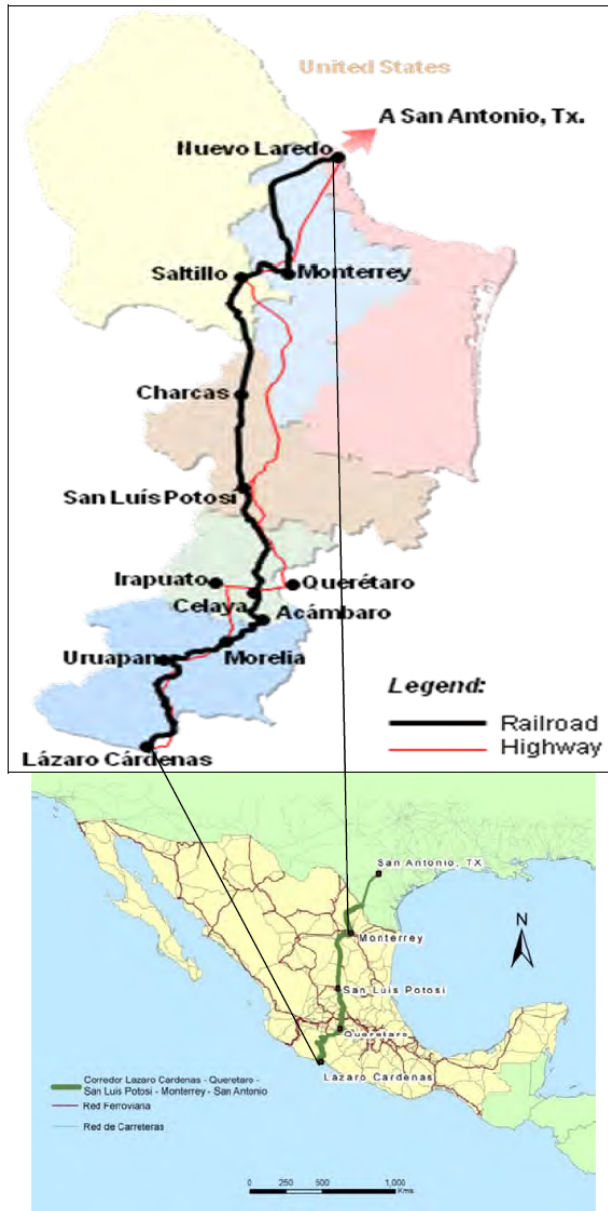 United States
A San Antonio, Tx.
Nuevo Laredo
Saltillo
Monterrey
Charcas
San Luís Potosí
Irapuato
Querétaro
Celaya
Acámbaro
Uruapan
Morelia
Legend:
Railroad
Highway
Lázaro Cárdenas
San Antonio, TX
N
Monterrey
San Luis Potosi
Queretaro
Lazaro Cardenas
Corredor Lazaro Cardenas - Queretaro -
San Luis Potosi - Monterrey - San Antonio
Red Ferroviaria
Red de Carreteras
0 250 500 1,000
Kms